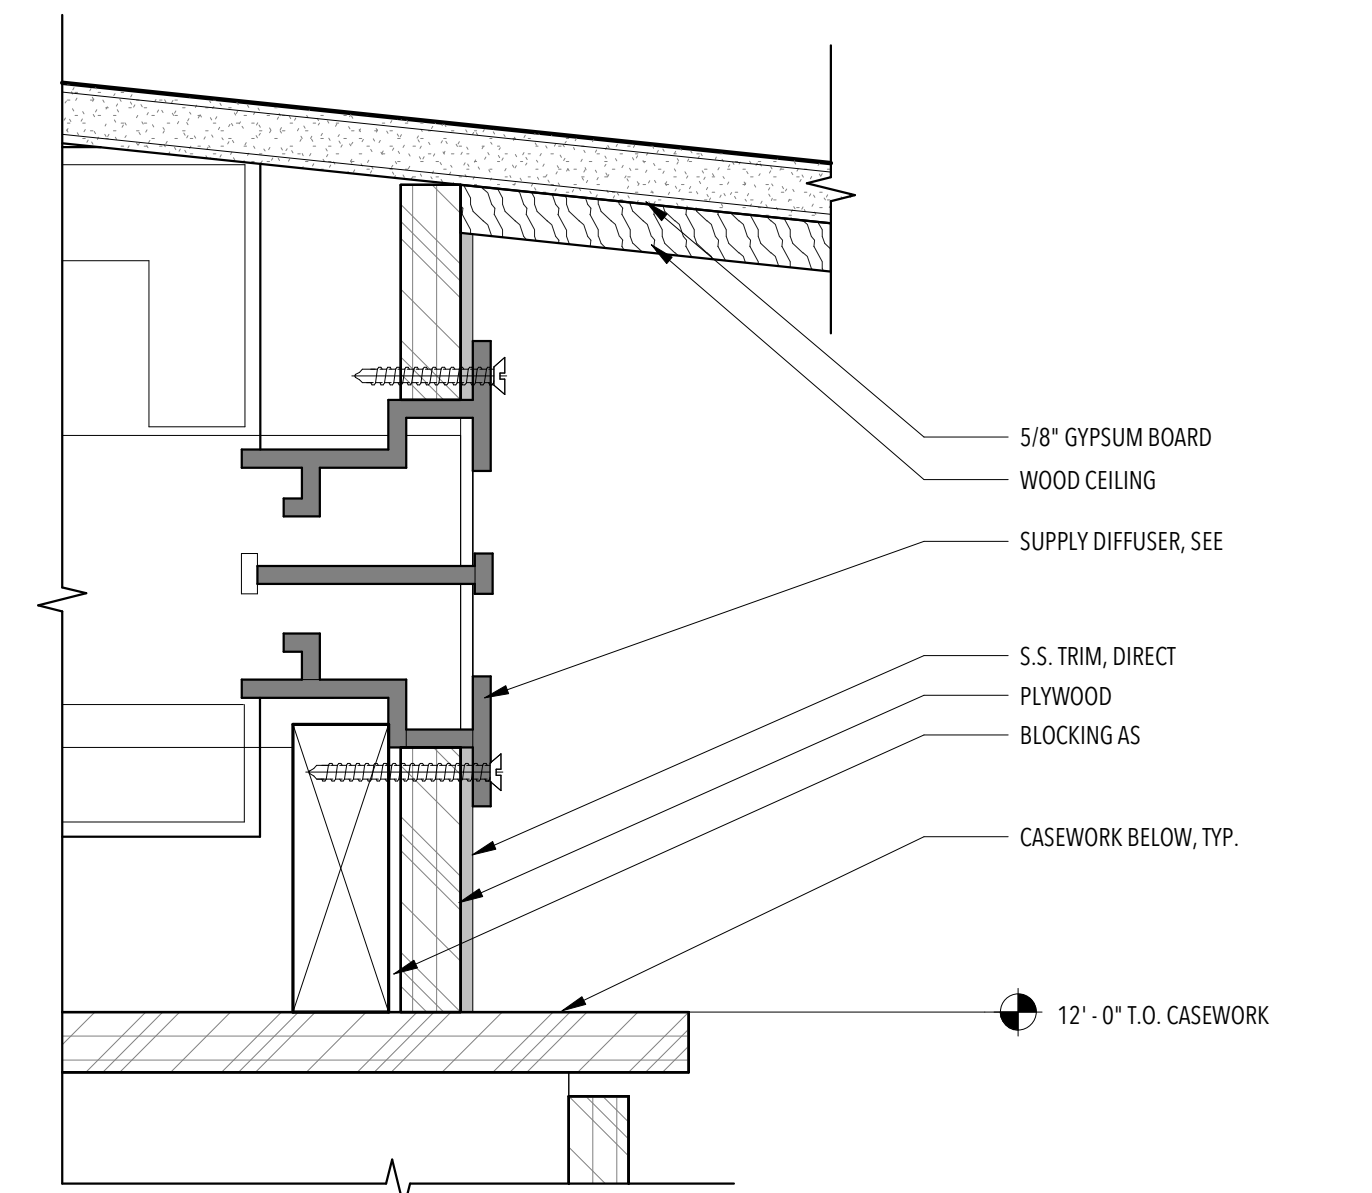 5/8" GYPSUM BOARD
WOOD CEILING
SUPPLY DIFFUSER, SEE
S.S. TRIM, DIRECT
PLYWOOD
BLOCKING AS
CASEWORK BELOW, TYP.
12' - 0" T.O. CASEWORK